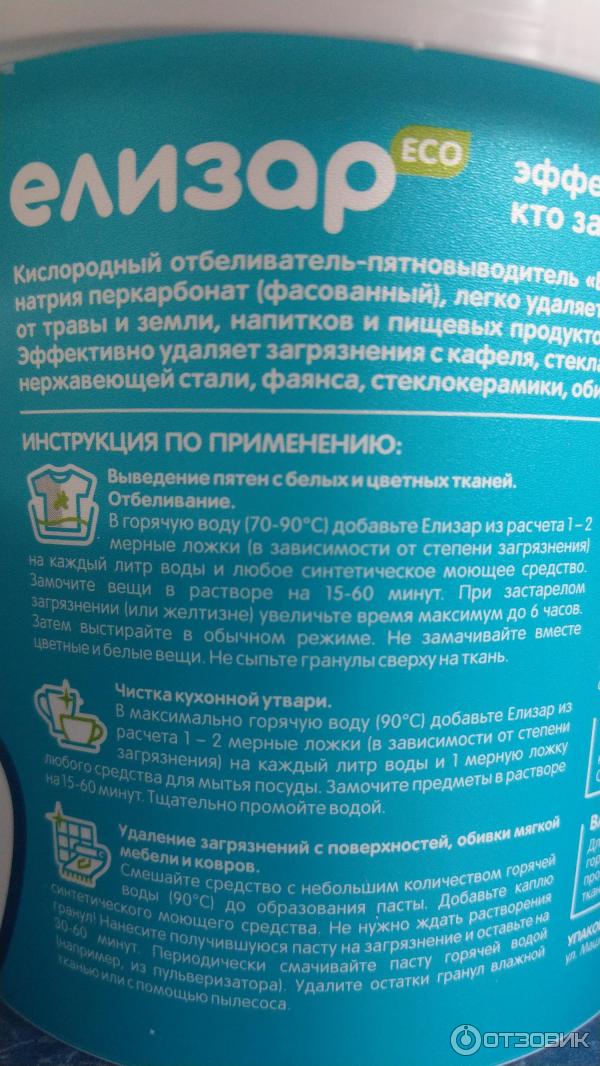 елизар ECO
эффе
кто за
Кислородный отбеливатель-пятновыводитель
натрия перкарбонат (фасованный), легко удаляет
от травы и земли, напитков и пищевых продукто
Эффективно удаляет загрязнения с кафеля, стекла
нержавеющей стали, фаянса, стеклокерамики, оби
ИНСТРУКЦИЯ ПО ПРИМЕНЕНИЮ:
Выведение пятен с белых и цветных тканей.
Отбеливание.
В горячую воду (70-90°С) добавьте Елизар из расчета 1–2
мерные ложки (в зависимости от степени загрязнения)
на каждый литр воды и любое синтетическое моющее средство.
Замочите вещи в растворе на 15-60 минут. При застарелом
загрязнении (или желтизне) увеличьте время максимум до 6 часов.
Затем выстирайте в обычном режиме. Не замачивайте вместе
цветные и белые вещи. Не сыпьте гранулы сверху на ткань.
Чистка кухонной утвари.
В максимально горячую воду (90°С) добавьте Елизар из
расчета 1 – 2 мерные ложки (в зависимости от степени
загрязнения) на каждый литр воды и 1 мерную ложку
любого средства для мытья посуды. Замочите предметы в растворе
на 15-60 минут. Тщательно промойте водой.
Удаление загрязнений с поверхностей, обивки мягкой
мебели и ковров.
Смешайте средство с небольшим количеством горячей
воды (90°С) до образования пасты. Добавьте каплю
синтетического моющего средства. Не нужно ждать растворения
гранул! Нанесите получившуюся пасту на загрязнение и оставьте на
30-60 минут. Периодически смачивайте пасту горячей водой
(например, из пульверизатора). Удалите остатки гранул влажной
тканью или с помощью пылесоса.
УПАКО
ул. Маш
ОТЗОВИК